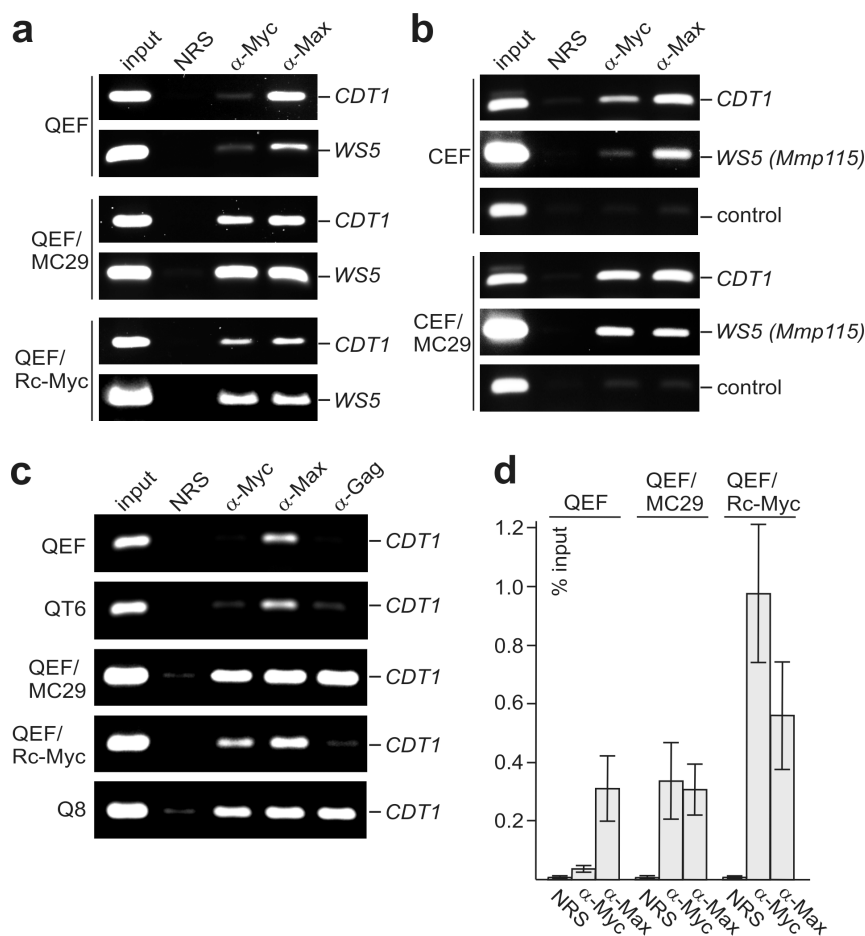 a
input NRS α-Myc α-Max
QEF
CDT1
WS5
QEF/
MC29
CDT1
WS5
QEF/
Rc-Myc
CDT1
WS5
b
input NRS α-Myc α-Max
CEF
CDT1
WS5 (Mmp115)
control
CEF/
MC29
CDT1
WS5 (Mmp115)
control
c
input NRS α-Myc α-Max α-Gag
QEF CDT1
QT6 CDT1
QEF/
MC29 CDT1
QEF/
Rc-Myc CDT1
Q8 CDT1
d
QEF QEF/
MC29 QEF/
Rc-Myc
% input
1.2
1.0
0.8
0.6
0.4
0.2
NRS α-Myc α-Max NRS α-Myc α-Max NRS α-Myc α-Max